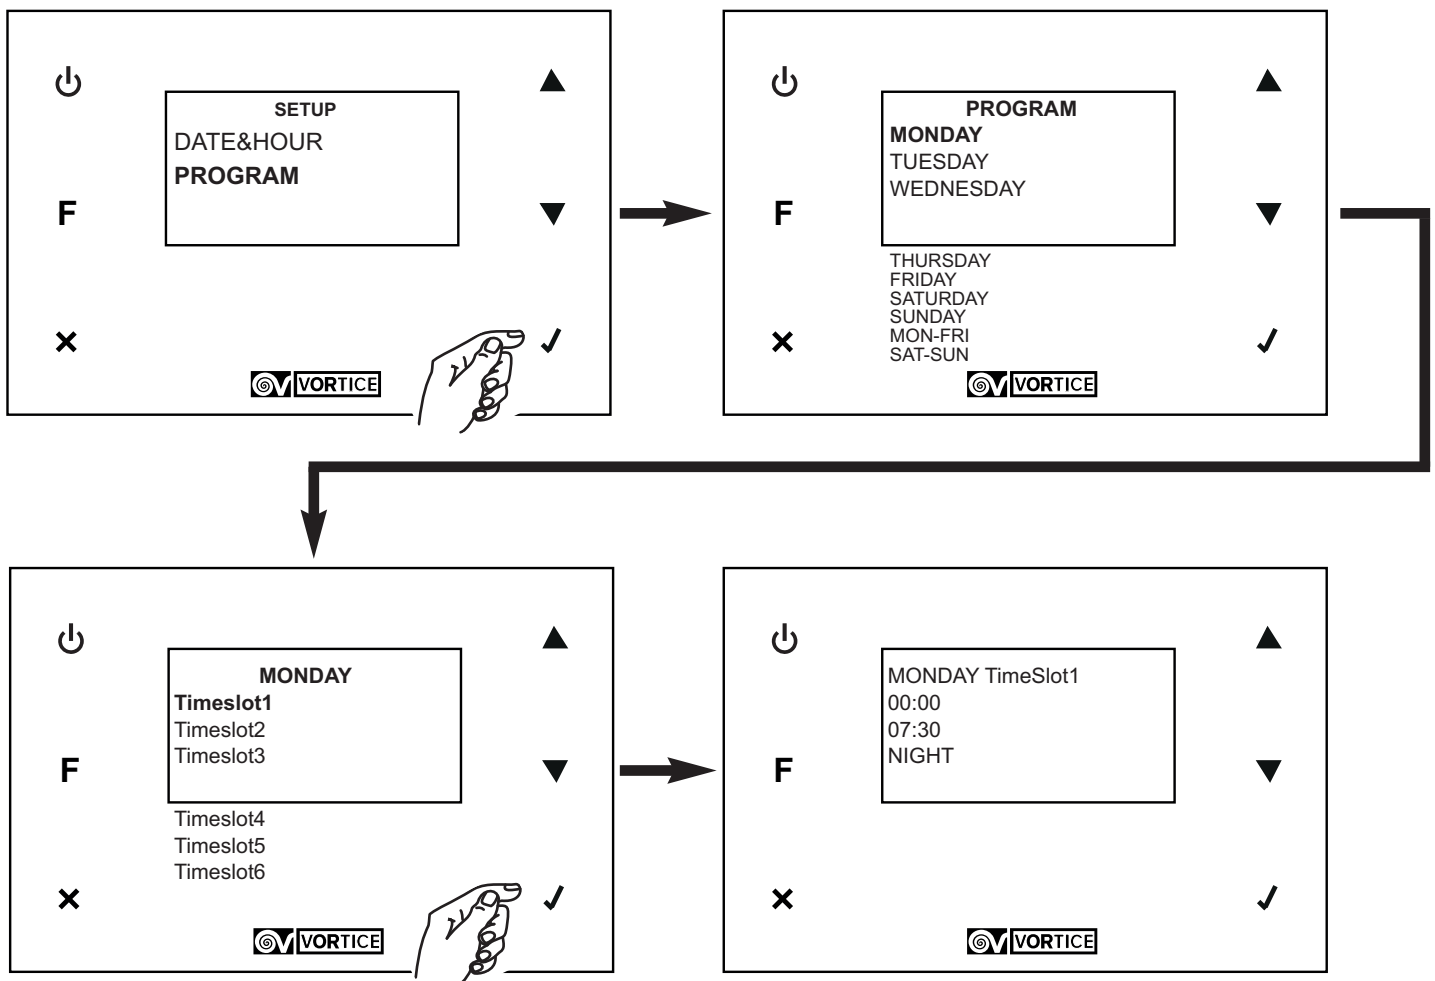 SETUP
DATE&HOUR
PROGRAM
F
VORTICE
PROGRAM
MONDAY
TUESDAY
WEDNESDAY
THURSDAY
FRIDAY
SATURDAY
SUNDAY
MON-FRI
SAT-SUN
F
VORTICE
MONDAY
Timeslot1
Timeslot2
Timeslot3
Timeslot4
Timeslot5
Timeslot6
F
VORTICE
MONDAY TimeSlot1
00:00
07:30
NIGHT
F
VORTICE